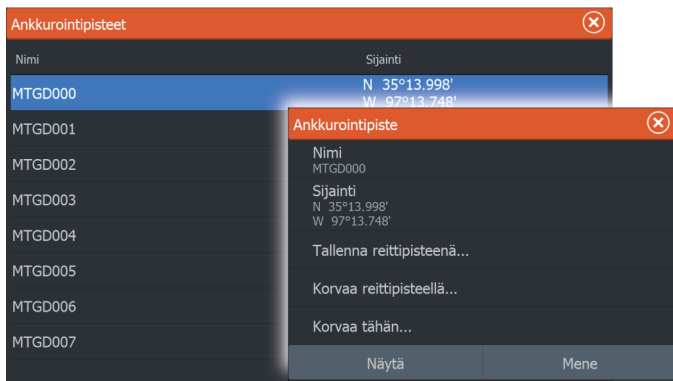 Ankkurointipisteet
Nimi Sijainti
MTGD000
N 35°13.998'
W 97°13.748'
MTGD001
MTGD002
MTGD003
MTGD004
MTGD005
MTGD006
MTGD007
Ankkurointipiste
Nimi
MTGD000
Sijainti
N 35°13.998'
W 97°13.748'
Tallenna reittipisteenä...
Korvaa reittipisteellä...
Korvaa tähän...
Näytä Mene